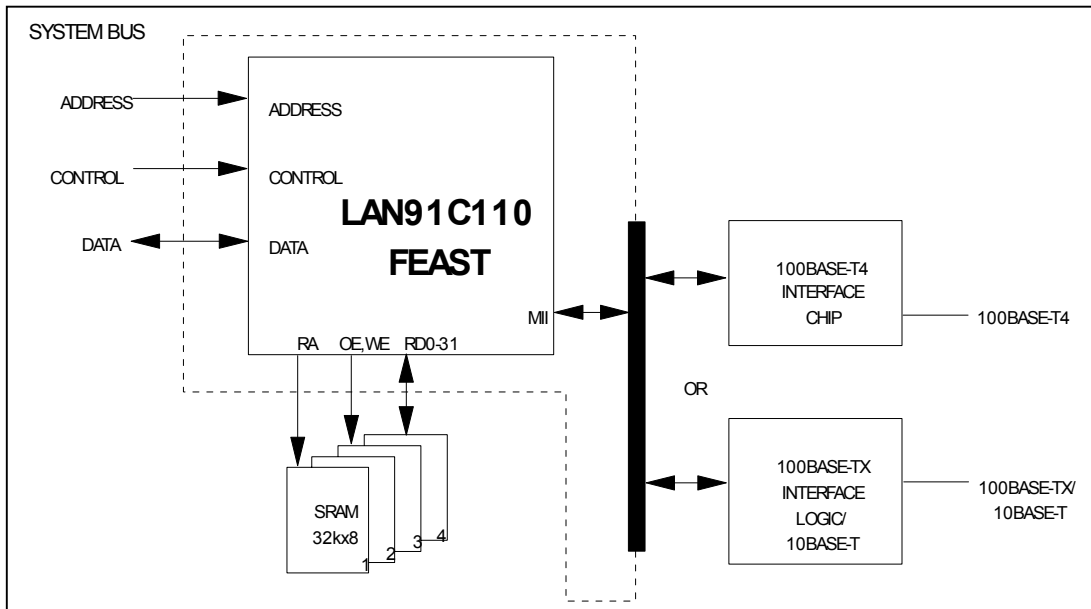 SYSTEM BUS
ADDRESS
CONTROL
DATA
ADDRESS
CONTROL
DATA
LAN91C110
FEAST
MII
RA OE,WE RD0-31
SRAM
32kx8
1
2
3
4
100BASE-T4
INTERFACE
CHIP
100BASE-T4
OR
100BASE-TX
INTERFACE
LOGIC/
10BASE-T
100BASE-TX/
10BASE-T